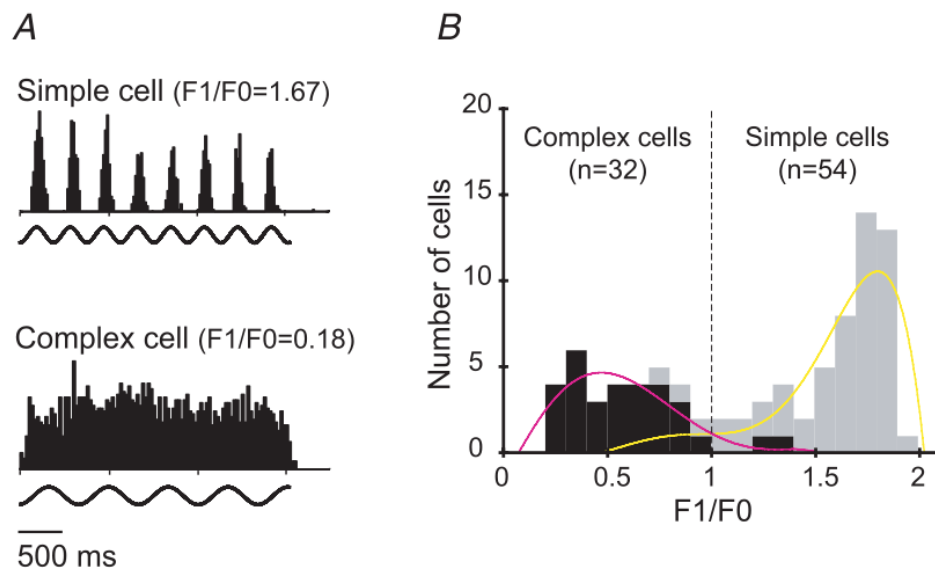 A
Simple cell (F1/F0=1.67)
Complex cell (F1/F0=0.18)
500 ms
B
20
15
10
5
0
Number of cells
Complex cells
(n=32)
Simple cells
(n=54)
0
0.5
1
1.5
2
F1/F0